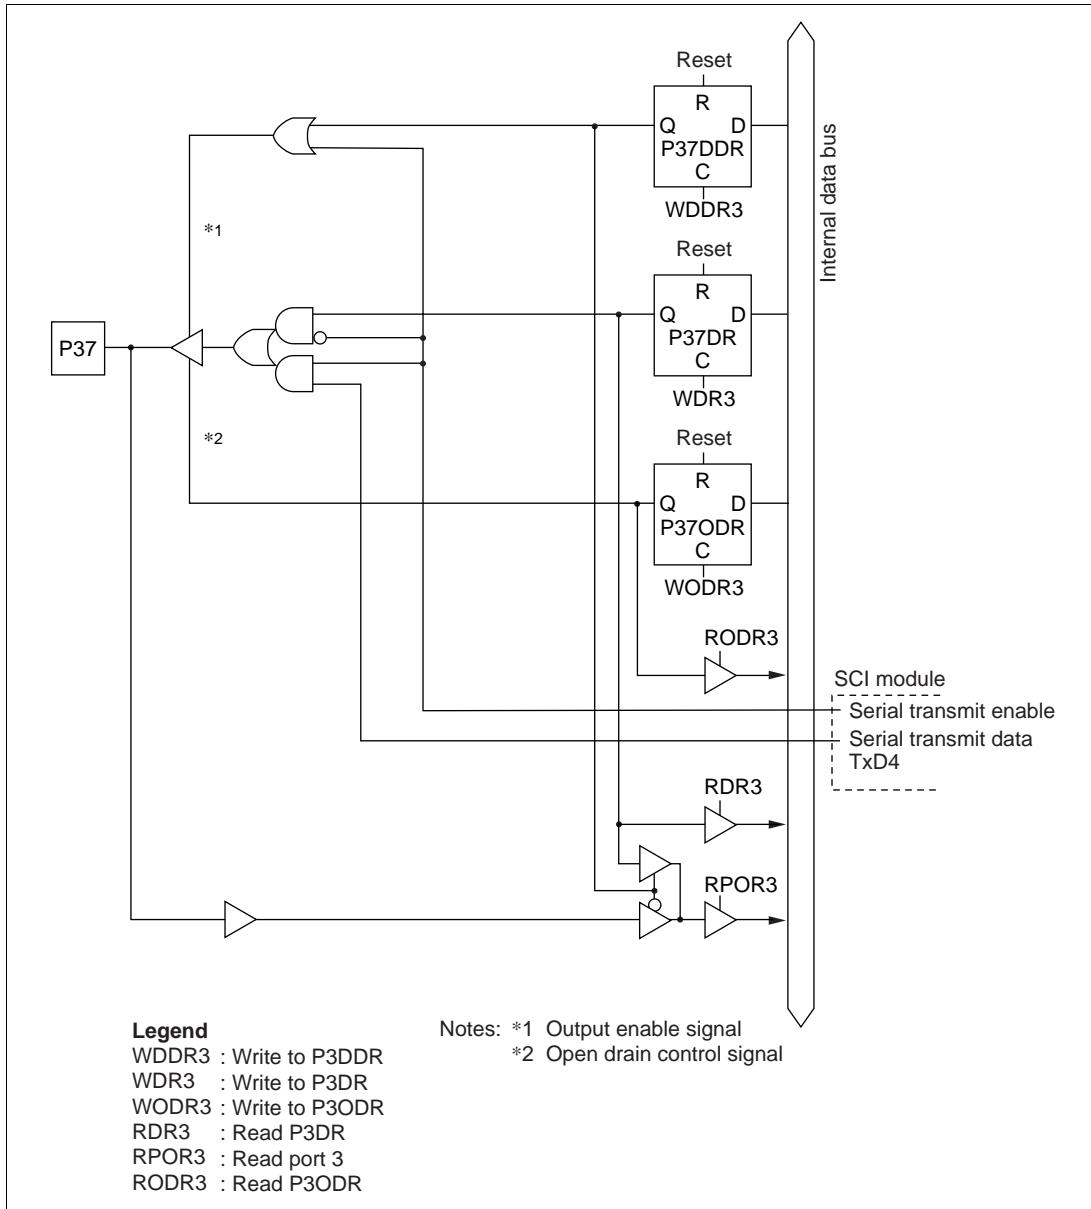 Reset
R
Q D
P37DDR
C
WDDR3
Internal data bus
*1
Reset
R
Q D
P37DR
C
WDR3
P37
*2
Reset
R
Q D
P37ODR
C
WODR3
RODR3
SCI module
Serial transmit enable
Serial transmit data
TxD4
RDR3
RPOR3
Legend
WDDR3 : Write to P3DDR
WDR3 : Write to P3DR
WODR3 : Write to P3ODR
RDR3 : Read P3DR
RPOR3 : Read port 3
RODR3 : Read P3ODR
Notes: *1 Output enable signal
*2 Open drain control signal